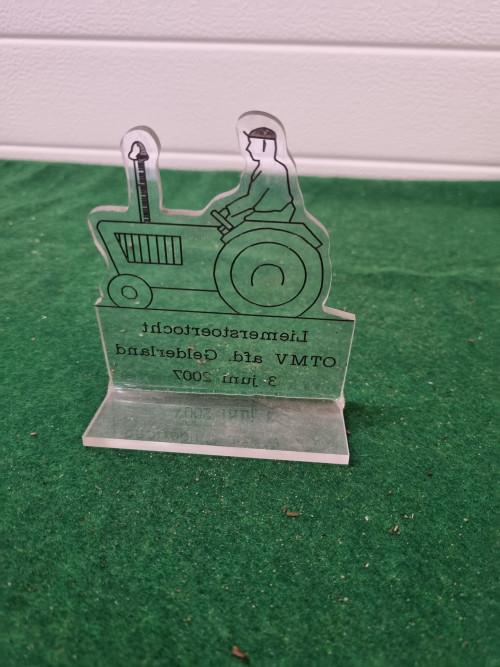 Liemerstoertocht
OTMV afd. Gelderland
3 juni 2007